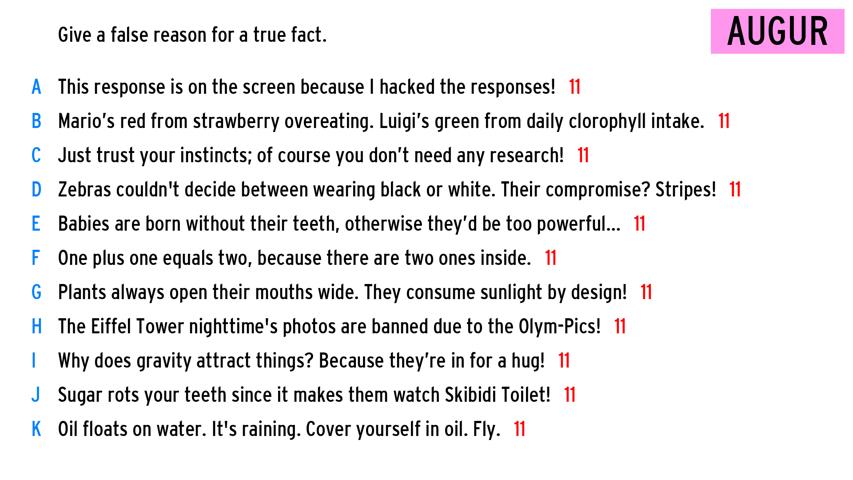 Give a false reason for a true fact.
AUGUR
A This response is on the screen because I hacked the responses! 11
B Mario's red from strawberry overeating. Luigi's green from daily clorophyll intake. 11
C Just trust your instincts; of course you don't need any research! 11
D Zebras couldn't decide between wearing black or white. Their compromise? Stripes! 11
E Babies are born without their teeth, otherwise they'd be too powerful... 11
F One plus one equals two, because there are two ones inside. 11
G Plants always open their mouths wide. They consume sunlight by design! 11
H The Eiffel Tower nighttime's photos are banned due to the Olym-Pics! 11
I Why does gravity attract things? Because they're in for a hug! 11
J Sugar rots your teeth since it makes them watch Skibidi Toilet! 11
K Oil floats on water. It's raining. Cover yourself in oil. Fly. 11